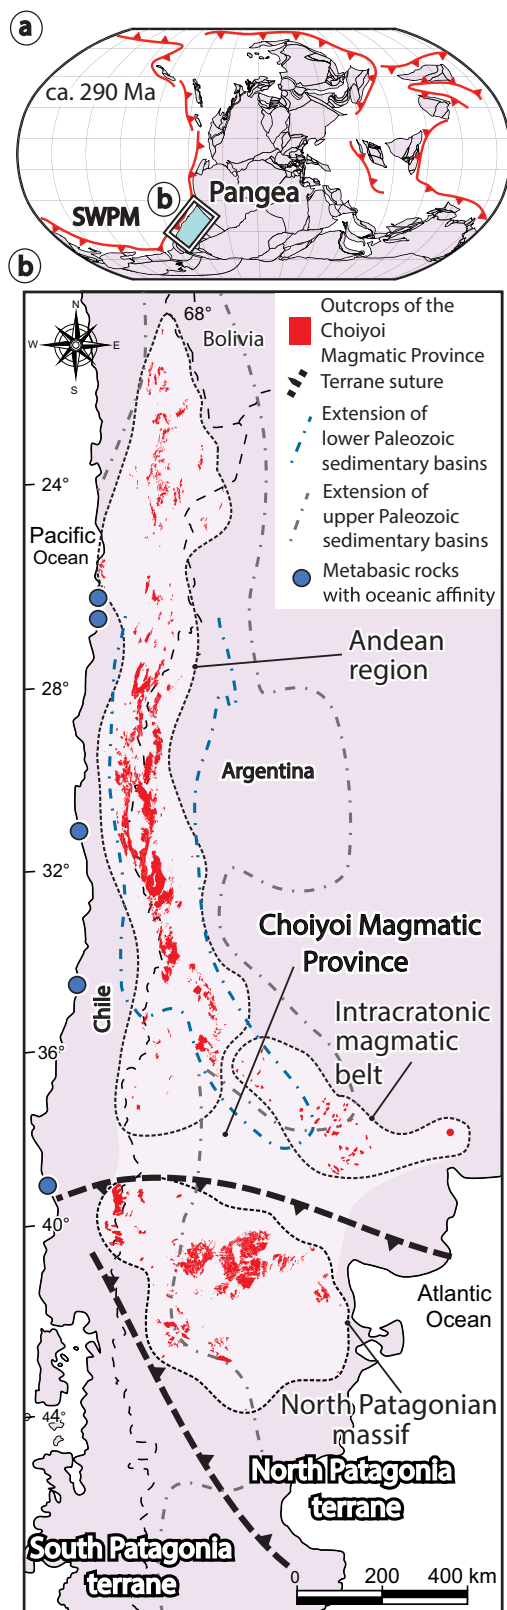 a
ca. 290 Ma
b
Pangea
SWPM
b
N
W E
S
68°
Bolivia
Outcrops of the
Choiyoi
Magmatic Province
Terrane suture
Extension of
lower Paleozoic
sedimentary basins
Extension of
upper Paleozoic
sedimentary basins
Metabasic rocks
with oceanic affinity
24°
Pacific
Ocean
Andean
region
28°
Argentina
32°
Choiyoi Magmatic
Province
Chile
Intracratonic
magmatic
belt
36°
40°
Atlantic
Ocean
North Patagonian
massif
44°
North Patagonia
terrane
South Patagonia
terrane
0 200 400 km